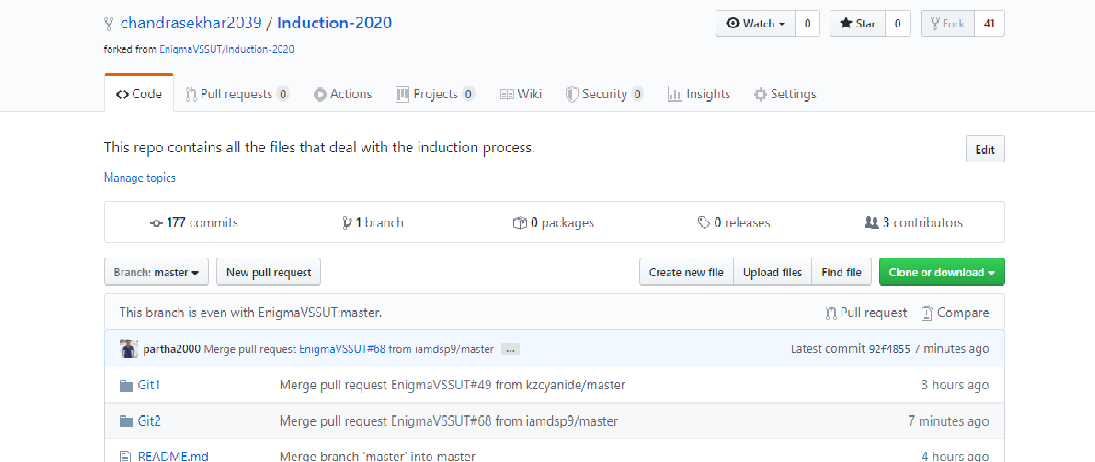 chandrasekhar2039 / Induction-2020
Watch 0 Star 0 Fork 41
forked from EnigmaVSSUT/Induction-2020
Code Pull requests 0 Actions Projects 0 Wiki Security 0 Insights Settings
This repo contains all the files that deal with the induction process. Edit
Manage topics
177 commits 1 branch 0 packages 0 releases 3 contributors
Branch: master New pull request Create new file Upload files Find file Clone or download
This branch is even with EnigmaVSSUT:master. Pull request Compare
partha2000 Merge pull request EnigmaVSSUT#68 from iamdsp9/master ... Latest commit 92f4855 7 minutes ago
Git1 Merge pull request EnigmaVSSUT#49 from kzcyanide/master 3 hours ago
Git2 Merge pull request EnigmaVSSUT#68 from iamdsp9/master 7 minutes ago
README.md Merge branch 'master' into master 4 hours ago